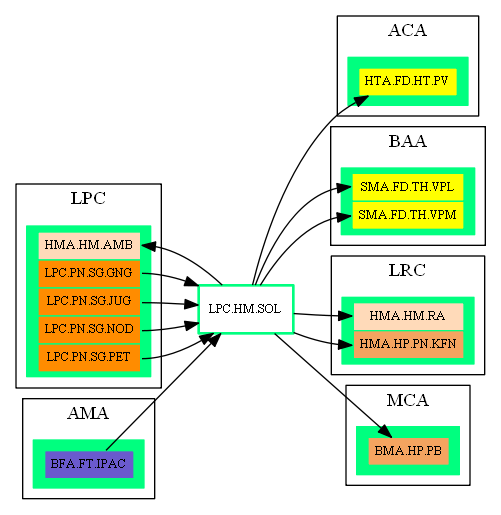 ACA
HTA.FD.HT.PV
BAA
SMA.FD.TH.VPL
SMA.FD.TH.VPM
LPC
HMA.HM.AMB
LPC.PN.SG.GNG
LPC.PN.SG.JUG
LPC.PN.SG.NOD
LPC.PN.SG.PET
LPC.HM.SOL
LRC
HMA.HM.RA
HMA.HP.PN.KFN
AMA
BFA.FT.IPAC
MCA
BMA.HP.PB